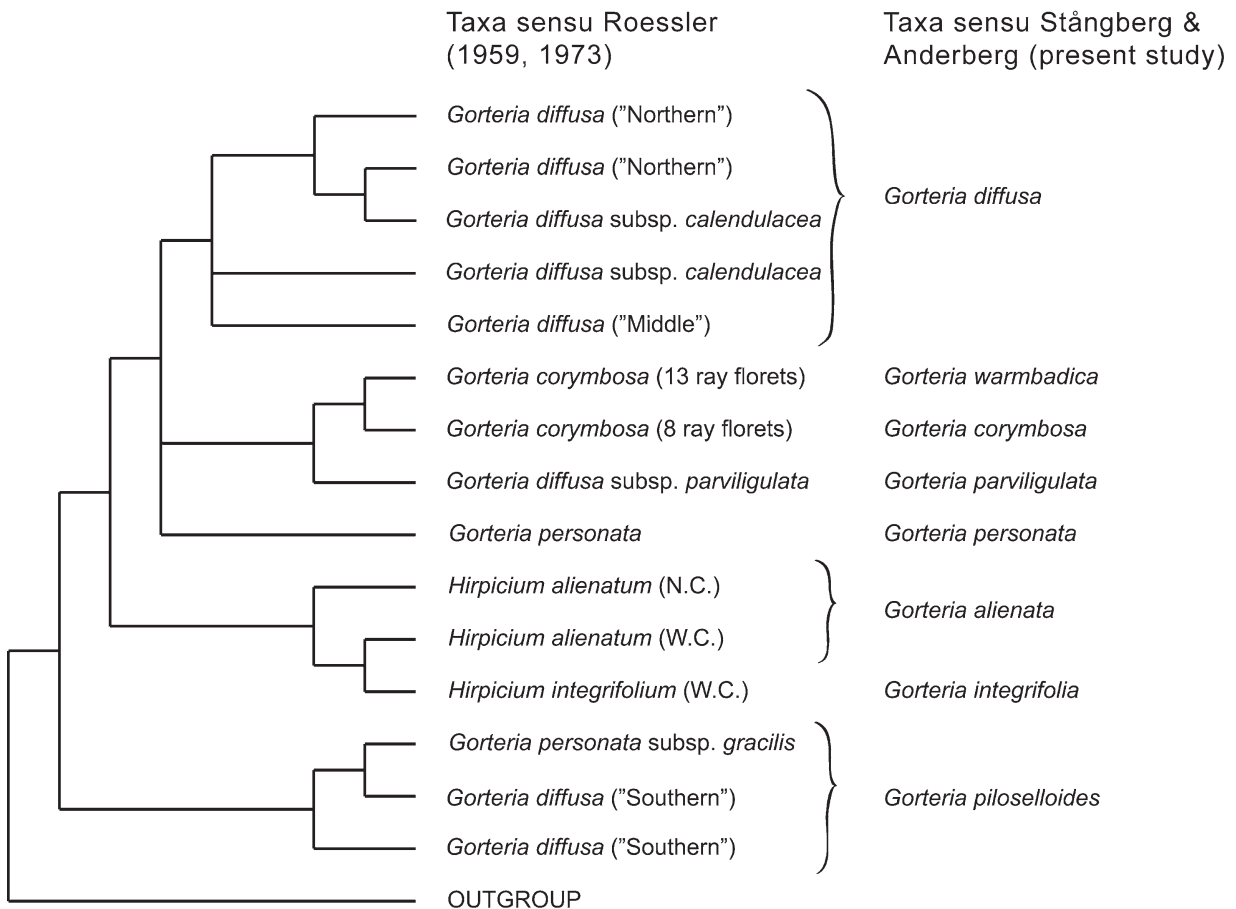 Taxa sensu Roessler
(1959, 1973)
Taxa sensu Stångberg &
Anderberg (present study)
Gorteria diffusa (”Northern”)
Gorteria diffusa (”Northern”)
Gorteria diffusa
Gorteria diffusa subsp. calendulacea
Gorteria diffusa subsp. calendulacea
Gorteria diffusa (”Middle”)
Gorteria corymbosa (13 ray florets) Gorteria warmbadica
Gorteria corymbosa (8 ray florets) Gorteria corymbosa
Gorteria diffusa subsp. parviligulata Gorteria parviligulata
Gorteria personata Gorteria personata
Hirpicium alienatum (N.C.)
Gorteria alienata
Hirpicium alienatum (W.C.)
Hirpicium integrifolium (W.C.) Gorteria integrifolia
Gorteria personata subsp. gracilis
Gorteria diffusa (”Southern”) Gorteria piloselloides
Gorteria diffusa (”Southern”)
OUTGROUP